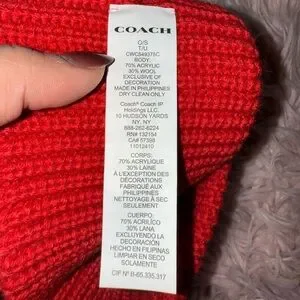 COACH
O/S
T/U
CWC549375C
BODY:
70% ACRYLIC
30% WOOL
EXCLUSIVE OF
DECORATION
MADE IN PHILIPPINES
DRY CLEAN ONLY
Coach® Coach IP
Holdings LLC.
10 HUDSON YARDS
NY, NY
888-262-6224
RN# 132154
CA# 57399
11012410
CORPS:
70% ACRYLIQUE
30% LAINE
À L'EXCEPTION DES
DÉCORATIONS
FABRIQUÉ AUX
PHILIPPINES
NETTOYAGE À SEC
SEULEMENT
CUERPO:
70% ACRÍLICO
30% LANA
EXCLUYENDO LA
DECORACIÓN
HECHO EN FILIPINAS
LIMPIAR EN SECO
SOLAMENTE
CIF Nº B-65.335.317